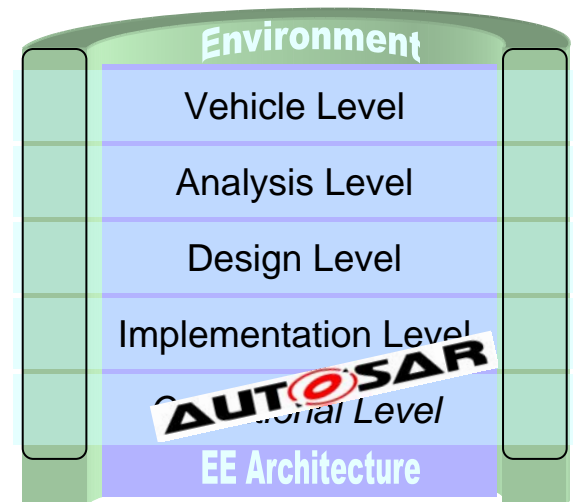 Environment
Vehicle Level
Analysis Level
Design Level
Implementation Level
AUTOSAR
Level
EE Architecture